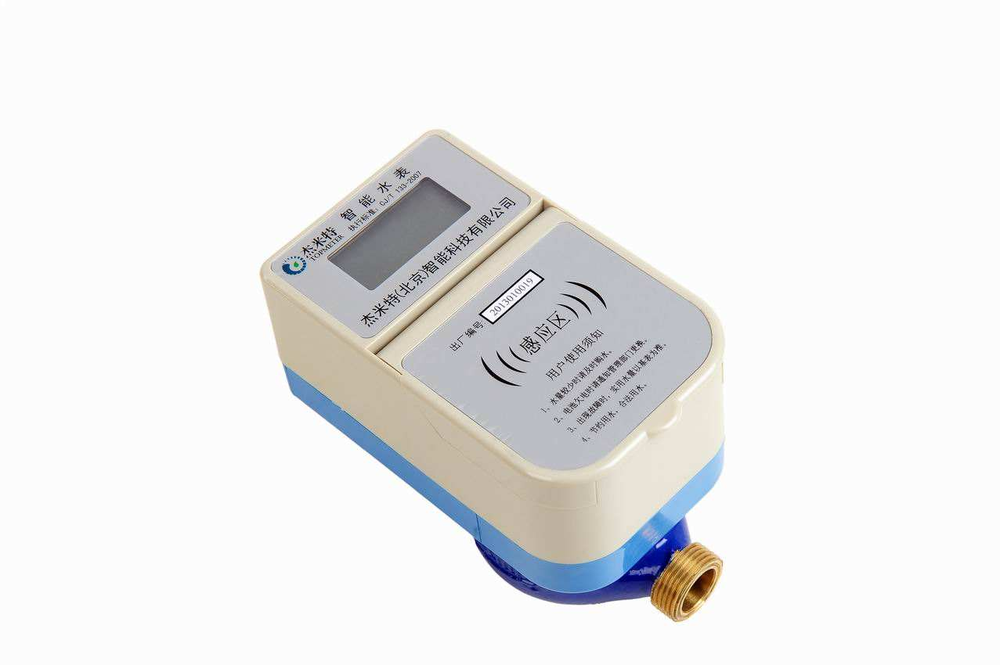 杰米特 智能水表
TOPMETER 执行标准: CJ/T 133-2007
杰米特(北京)智能科技有限公司
出厂编号 2013010019
感应区
用户使用须知
1、水量较少时请及时购水。
2、电池欠电时请通知管理部门更换。
3、出现故障时，实用水量以基表为准。
4、节约用水，合法用水。